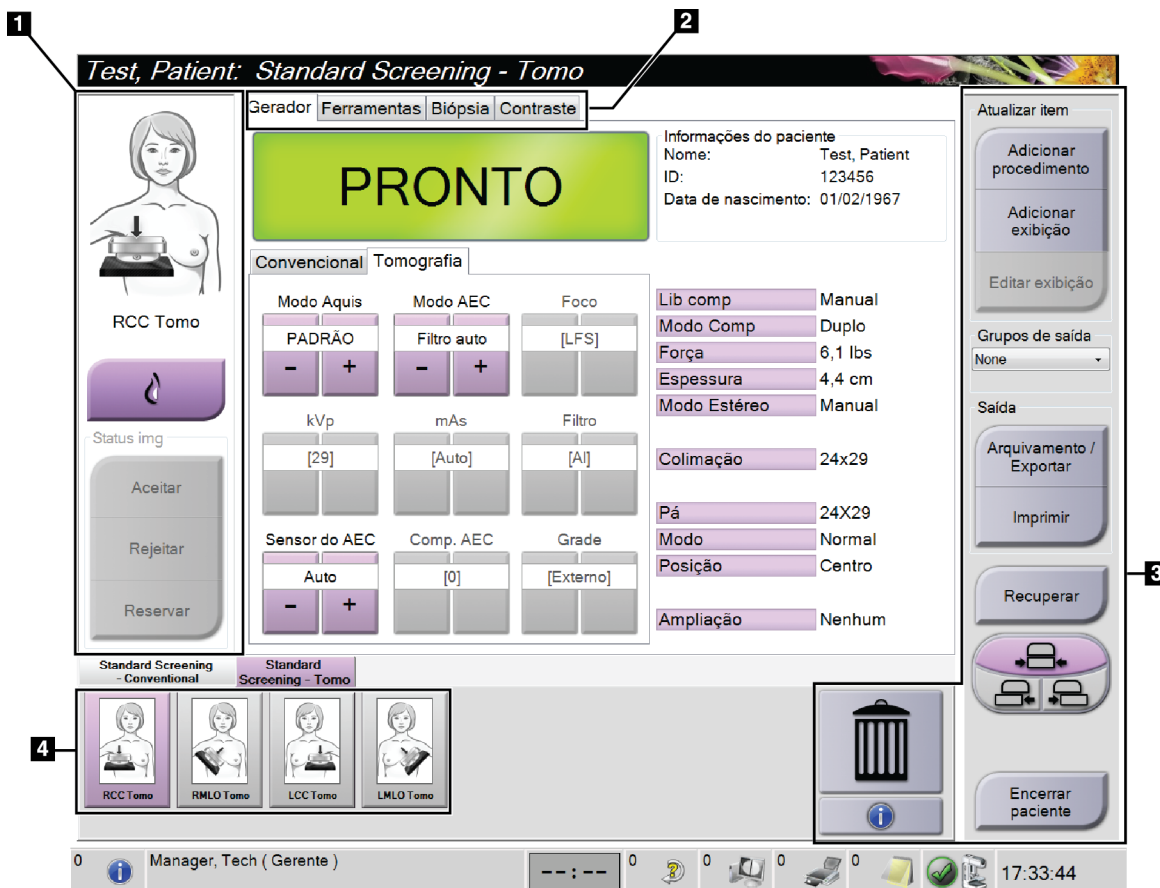 1
2
Test, Patient: Standard Screening - Tomo
Gerador Ferramentas Biópsia Contraste
PRONTO
Informações do paciente
Nome: Test, Patient
ID: 123456
Data de nascimento: 01/02/1967
RCC Tomo
Status img
Aceitar
Rejeitar
Reservar
Convencional Tomografia
Modo Aquis Modo AEC Foco
PADRÃO Filtro auto [LFS]
- + - +
kVp mAs Filtro
[29] [Auto] [Al]
Sensor do AEC Comp. AEC Grade
Auto [0] [Externo]
- +
Lib comp Manual
Modo Comp Duplo
Força 6,1 lbs
Espessura 4,4 cm
Modo Estéreo Manual
Colimação 24x29
Pá 24X29
Modo Normal
Posição Centro
Ampliação Nenhum
Atualizar item
Adicionar
procedimento
Adicionar
exibição
Editar exibição
Grupos de saída
None
Saída
Arquivamento /
Exportar
Imprimir
Recuperar
Encerrar
paciente
3
Standard Screening
- Conventional
Standard
Screening - Tomo
4
RCC Tomo RMLO Tomo LCC Tomo LMLO Tomo
0 Manager, Tech ( Gerente ) --:-- 0 0 0 0 17:33:44